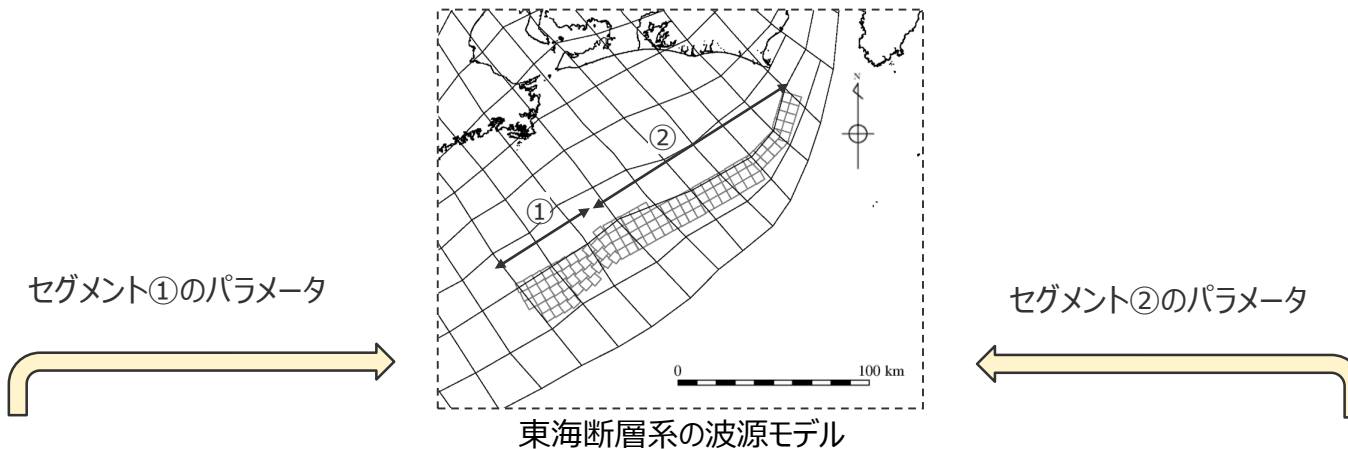 N
②
①
セグメント①のパラメータ
セグメント②のパラメータ
0 100 km
東海断層系の波源モデル